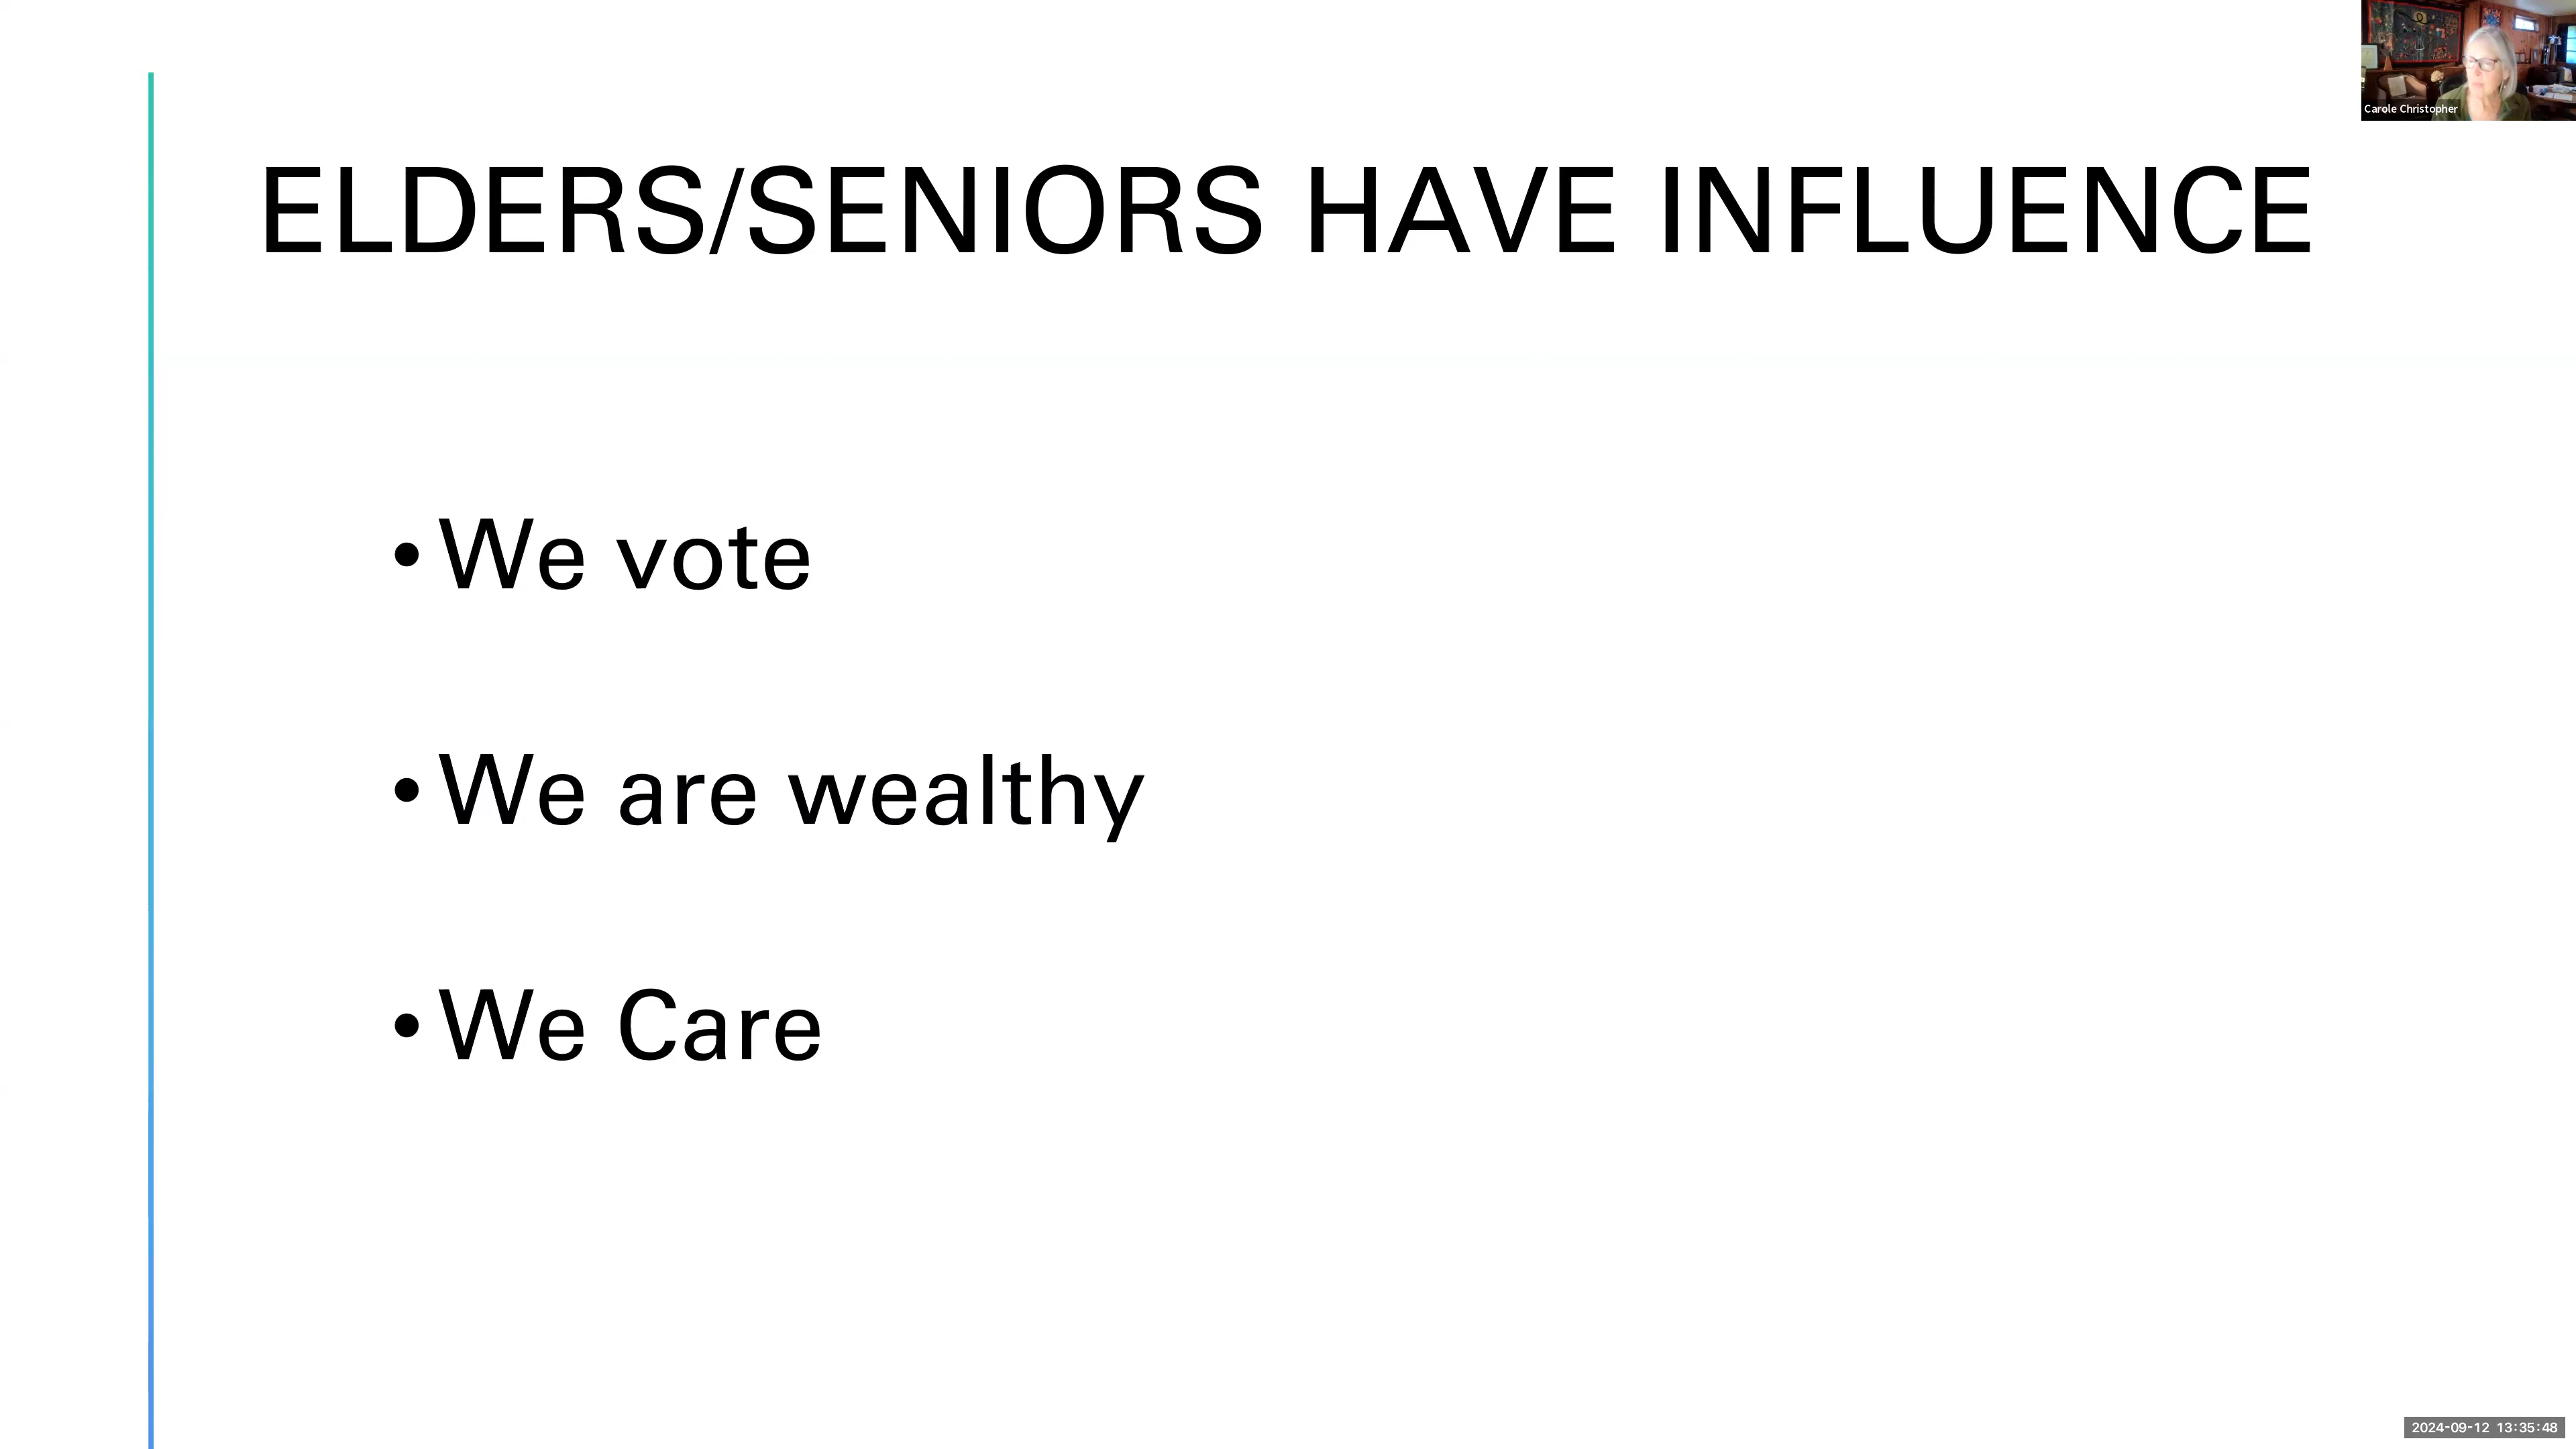 Carole Christopher
ELDERS/SENIORS HAVE INFLUENCE
• We vote
• We are wealthy
• We Care
2024-09-12 13:35:48